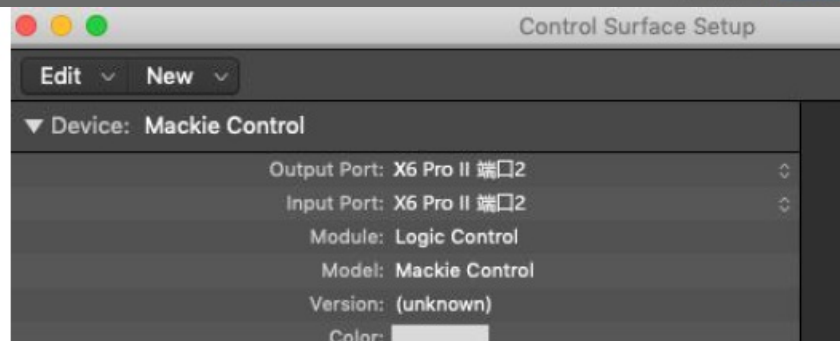 Control Surface Setup
Edit New
Device: Mackie Control
Output Port: X6 Pro II 端口2
Input Port: X6 Pro II 端口2
Module: Logic Control
Model: Mackie Control
Version: (unknown)
Color: